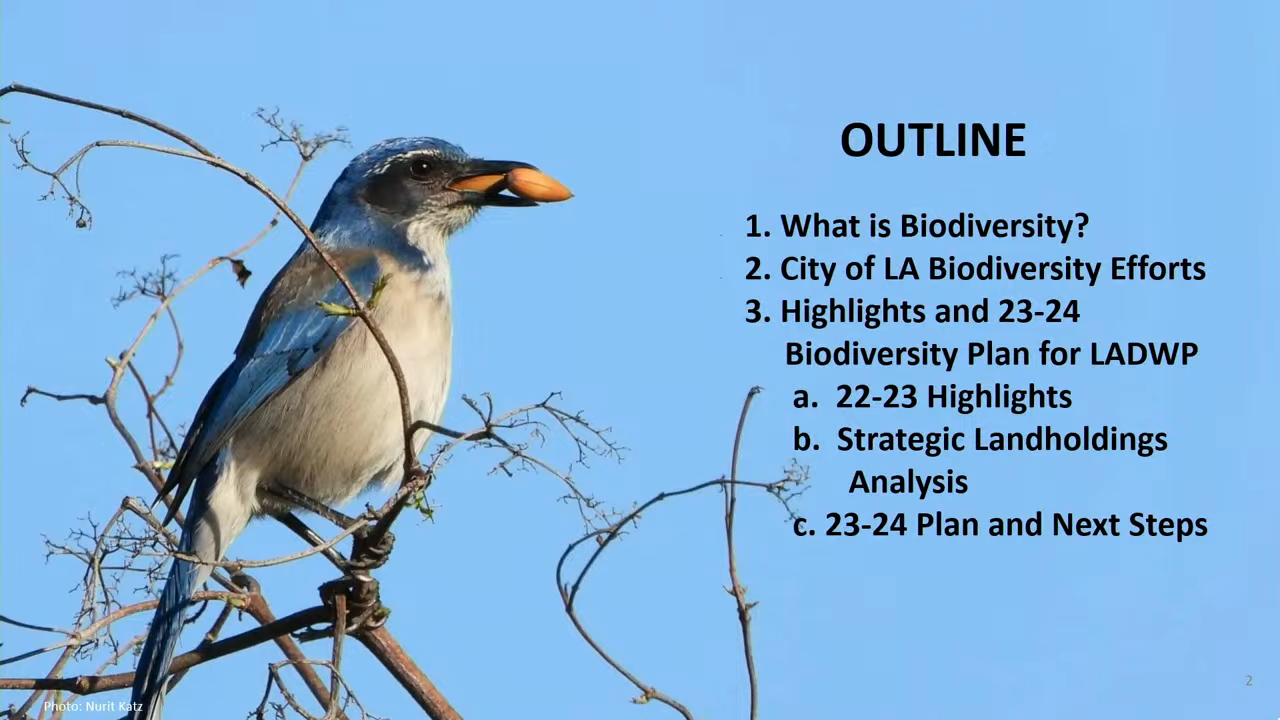 OUTLINE
1. What is Biodiversity?
2. City of LA Biodiversity Efforts
3. Highlights and 23-24
Biodiversity Plan for LADWP
a. 22-23 Highlights
b. Strategic Landholdings
Analysis
c. 23-24 Plan and Next Steps
2
Photo: Nurit Katz